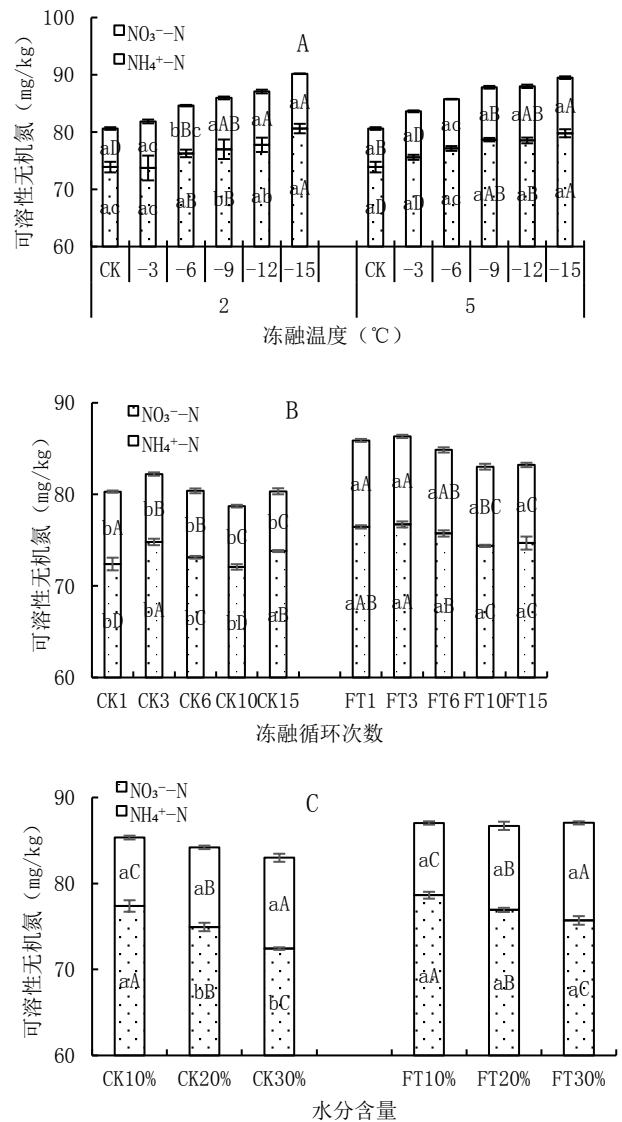 可溶性无机氮（mg/kg）
100
90
80
70
60
NO₃⁻−N
NH₄⁺−N
A
aD ac bBc aAB aA aA aB aD ac aB aAB aA
ac ac aB bB ab aA aD aD ac aAB aB aA
CK −3 −6 −9 −12 −15 CK −3 −6 −9 −12 −15
2 5
冻融温度（℃）
可溶性无机氮（mg/kg）
90
80
70
60
NO₃⁻−N
NH₄⁺−N
B
bA bB bB bC bC aA aA aAB aBC aC
bD bA bC bD aB aAB aA aB aC aC
CK1 CK3 CK6 CK10 CK15 FT1 FT3 FT6 FT10 FT15
冻融循环次数
可溶性无机氮（mg/kg）
90
80
70
60
NO₃⁻−N
NH₄⁺−N
C
aC aB aA aC aB aA
aA bB bC aA aB aC
CK10% CK20% CK30% FT10% FT20% FT30%
水分含量